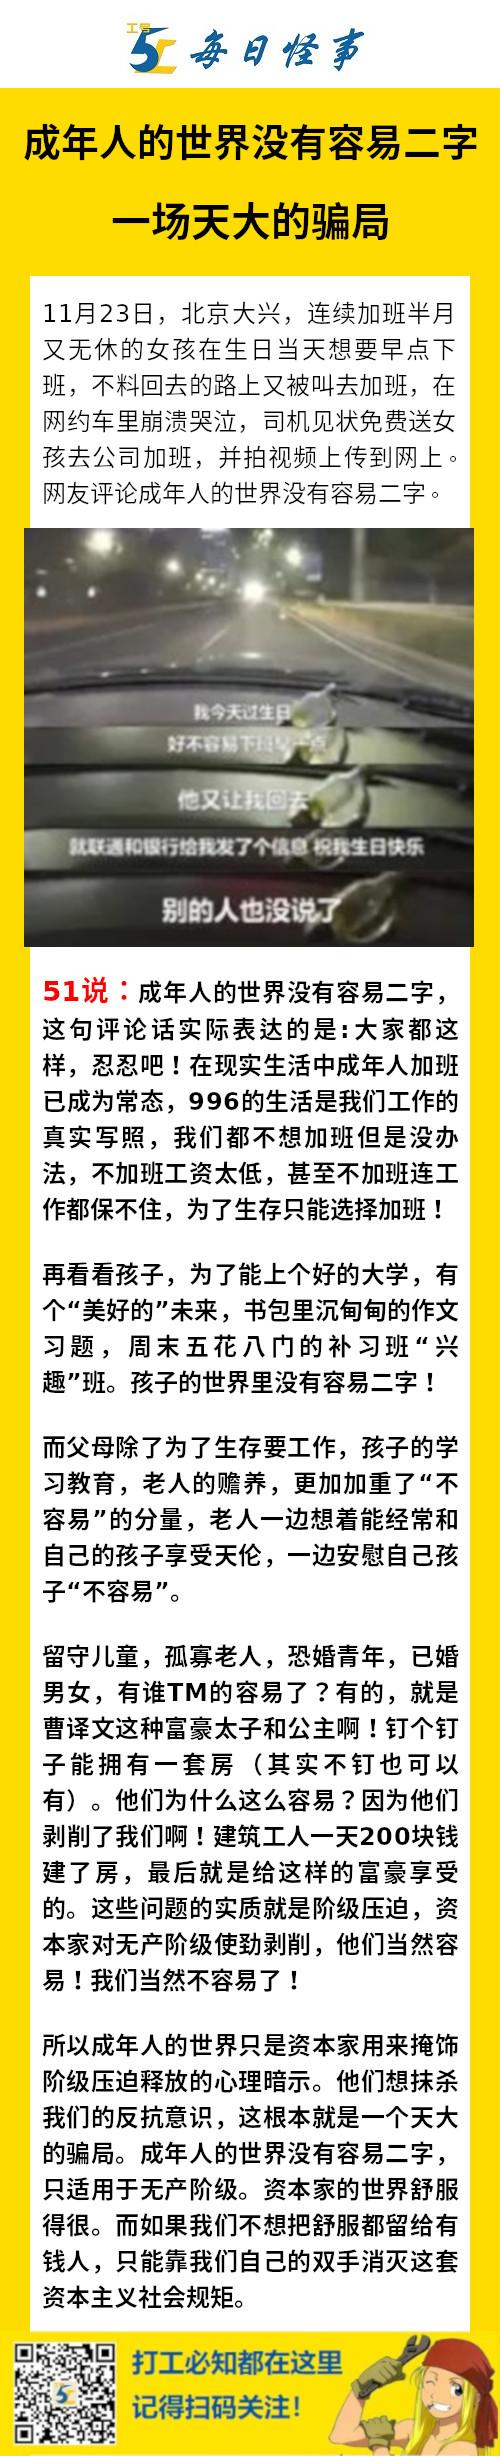 工号
51
每日怪事
成年人的世界没有容易二字
一场天大的骗局
11月23日，北京大兴，连续加班半月
又无休的女孩在生日当天想要早点下
班，不料回去的路上又被叫去加班，在
网约车里崩溃哭泣，司机见状免费送女
孩去公司加班，并拍视频上传到网上。
网友评论成年人的世界没有容易二字。
我今天过生日
好不容易下班早一点
他又让我回去
就联通和银行给我发了个信息 祝我生日快乐
别的人也没说了
51说：成年人的世界没有容易二字，
这句评论话实际表达的是:大家都这
样，忍忍吧！在现实生活中成年人加班
已成为常态，996的生活是我们工作的
真实写照，我们都不想加班但是没办
法，不加班工资太低，甚至不加班连工
作都保不住，为了生存只能选择加班！
再看看孩子，为了能上个好的大学，有
个“美好的”未来，书包里沉甸甸的作文
习题，周末五花八门的补习班“兴
趣”班。孩子的世界里没有容易二字！
而父母除了为了生存要工作，孩子的学
习教育，老人的赡养，更加加重了“不
容易”的分量，老人一边想着能经常和
自己的孩子享受天伦，一边安慰自己孩
子“不容易”。
留守儿童，孤寡老人，恐婚青年，已婚
男女，有谁TM的容易了？有的，就是
曹译文这种富豪太子和公主啊！钉个钉
子能拥有一套房（其实不钉也可以
有）。他们为什么这么容易？因为他们
剥削了我们啊！建筑工人一天200块钱
建了房，最后就是给这样的富豪享受
的。这些问题的实质就是阶级压迫，资
本家对无产阶级使劲剥削，他们当然容
易！我们当然不容易了！
所以成年人的世界只是资本家用来掩饰
阶级压迫释放的心理暗示。他们想抹杀
我们的反抗意识，这根本就是一个天大
的骗局。成年人的世界没有容易二字，
只适用于无产阶级。资本家的世界舒服
得很。而如果我们不想把舒服都留给有
钱人，只能靠我们自己的双手消灭这套
资本主义社会规矩。
打工必知都在这里
记得扫码关注！